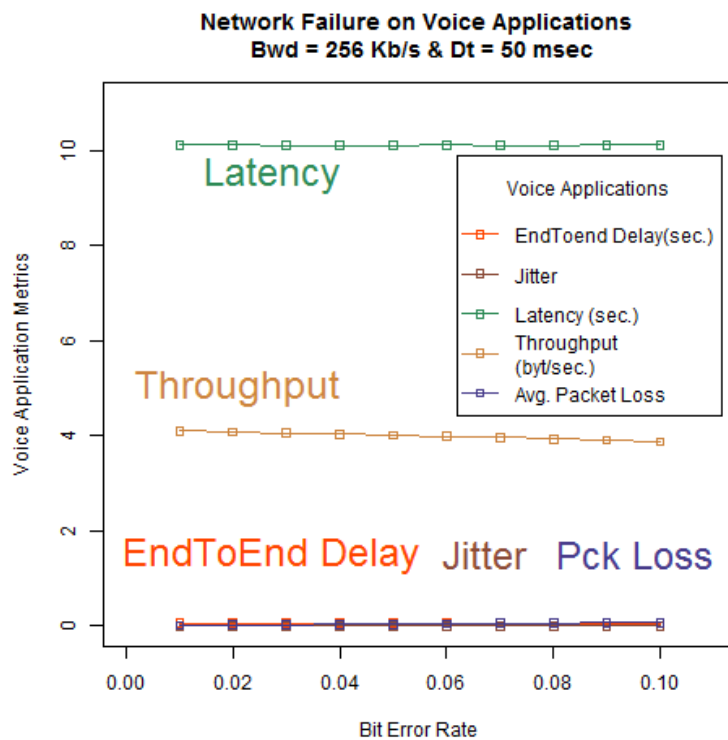 Network Failure on Voice Applications
Bwd = 256 Kb/s & Dt = 50 msec
Voice Application Metrics
10
8
6
4
2
0
Latency
Throughput
EndToEnd Delay
Jitter
Pck Loss
Voice Applications
EndToend Delay(sec.)
Jitter
Latency (sec.)
Throughput
(byt/sec.)
Avg. Packet Loss
0.00 0.02 0.04 0.06 0.08 0.10
Bit Error Rate